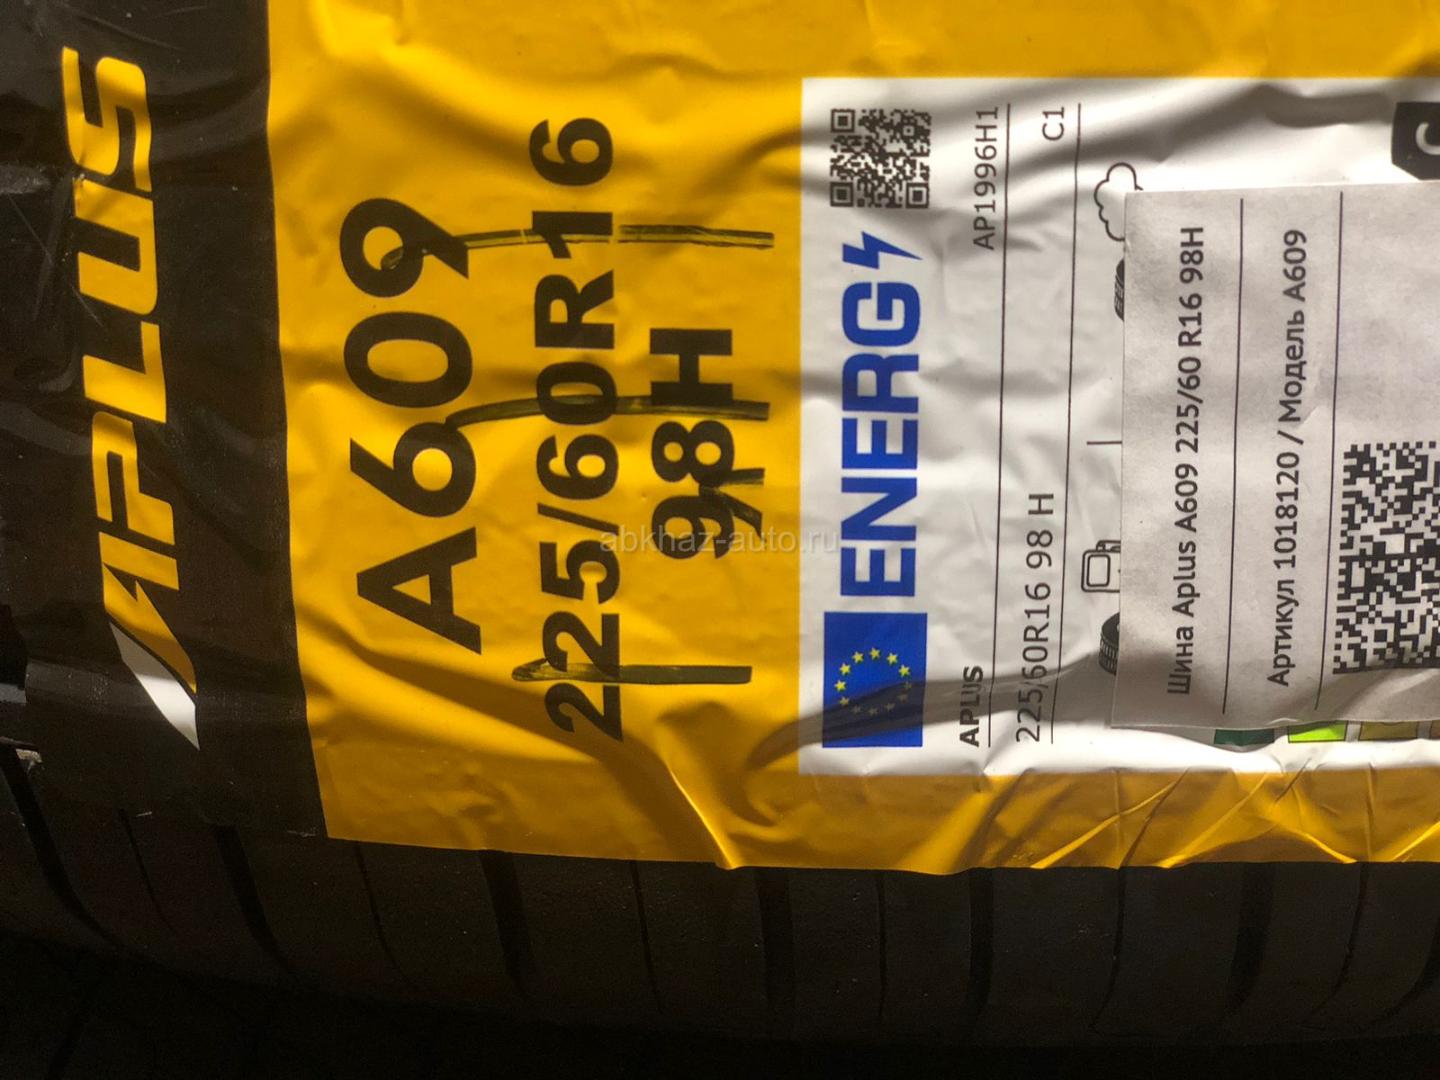 APLUS
A609
225/60R16
98H
abkhaz-auto.ru
ENERG
APLUS AP1996H1
225/60R16 98 H C1
Шина Aplus A609 225/60 R16 98H
Артикул 1018120 / Модель A609
C